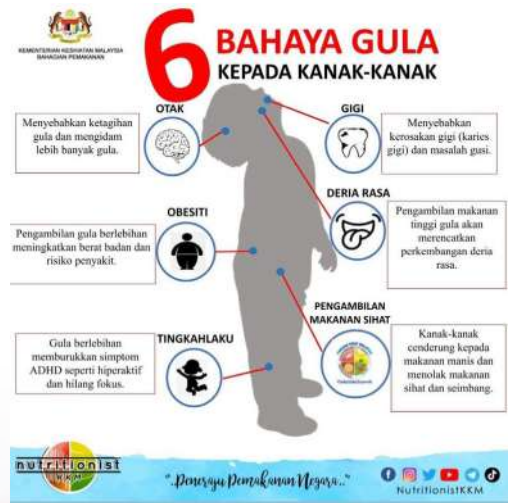 KEMENTERIAN KESIHATAN MALAYSIA
BAHAGIAN PEMAKANAN
6 BAHAYA GULA
KEPADA KANAK-KANAK
OTAK
Menyebabkan ketagihan
gula dan mengidam
lebih banyak gula.
GIGI
Menyebabkan
kerosakan gigi (karies
gigi) dan masalah gusi.
OBESITI
Pengambilan gula berlebihan
meningkatkan berat badan dan
risiko penyakit.
DERIA RASA
Pengambilan makanan
tinggi gula akan
merencatkan
perkembangan deria
rasa.
TINGKAHLAKU
Gula berlebihan
memburukkan simptom
ADHD seperti hiperaktif
dan hilang fokus.
PENGAMBILAN
MAKANAN SIHAT
Kanak-kanak
cenderung kepada
makanan manis dan
menolak makanan
sihat dan seimbang.
nutritionist
KKM
"..Peneraju Pemakanan Negara.."
NutritionistKKM